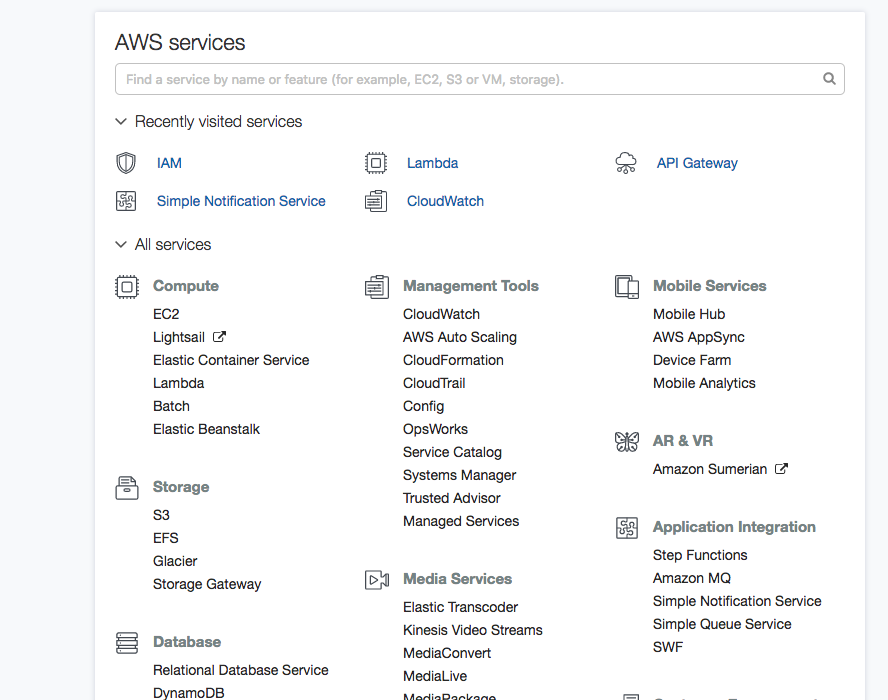 AWS services
Find a service by name or feature (for example, EC2, S3 or VM, storage).
Recently visited services
IAM
Lambda
API Gateway
Simple Notification Service
CloudWatch
All services
Compute
EC2
Lightsail
Elastic Container Service
Lambda
Batch
Elastic Beanstalk
Storage
S3
EFS
Glacier
Storage Gateway
Database
Relational Database Service
DynamoDB
Management Tools
CloudWatch
AWS Auto Scaling
CloudFormation
CloudTrail
Config
OpsWorks
Service Catalog
Systems Manager
Trusted Advisor
Managed Services
Media Services
Elastic Transcoder
Kinesis Video Streams
MediaConvert
MediaLive
MediaPackage
Mobile Services
Mobile Hub
AWS AppSync
Device Farm
Mobile Analytics
AR & VR
Amazon Sumerian
Application Integration
Step Functions
Amazon MQ
Simple Notification Service
Simple Queue Service
SWF